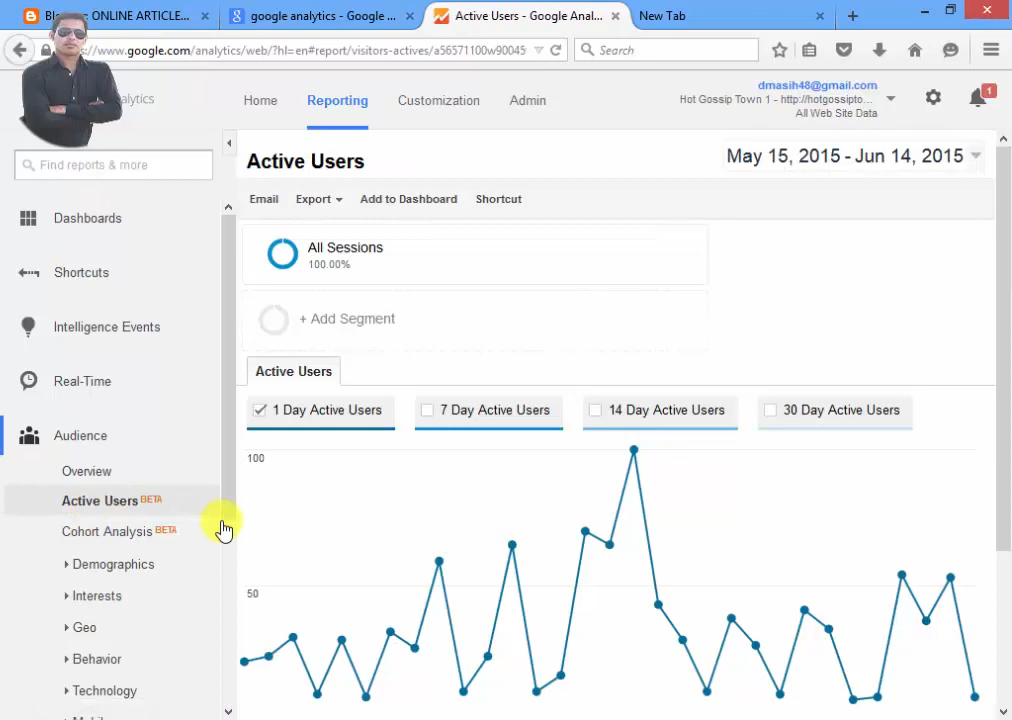 Blogger: ONLINE ARTICLE...
google analytics - Google ...
Active Users - Google Anal...
New Tab
://www.google.com/analytics/web/?hl=en#report/visitors-actives/a56571100w90045
Search
Analytics
Home
Reporting
Customization
Admin
dmasih48@gmail.com
Hot Gossip Town 1 - http://hotgossipto...
All Web Site Data
1
Find reports & more
Active Users
May 15, 2015 - Jun 14, 2015
Email
Export
Add to Dashboard
Shortcut
Dashboards
All Sessions
100.00%
Shortcuts
+ Add Segment
Intelligence Events
Active Users
Real-Time
1 Day Active Users
7 Day Active Users
14 Day Active Users
30 Day Active Users
Audience
100
Overview
Active Users BETA
Cohort Analysis BETA
Demographics
50
Interests
Geo
Behavior
Technology